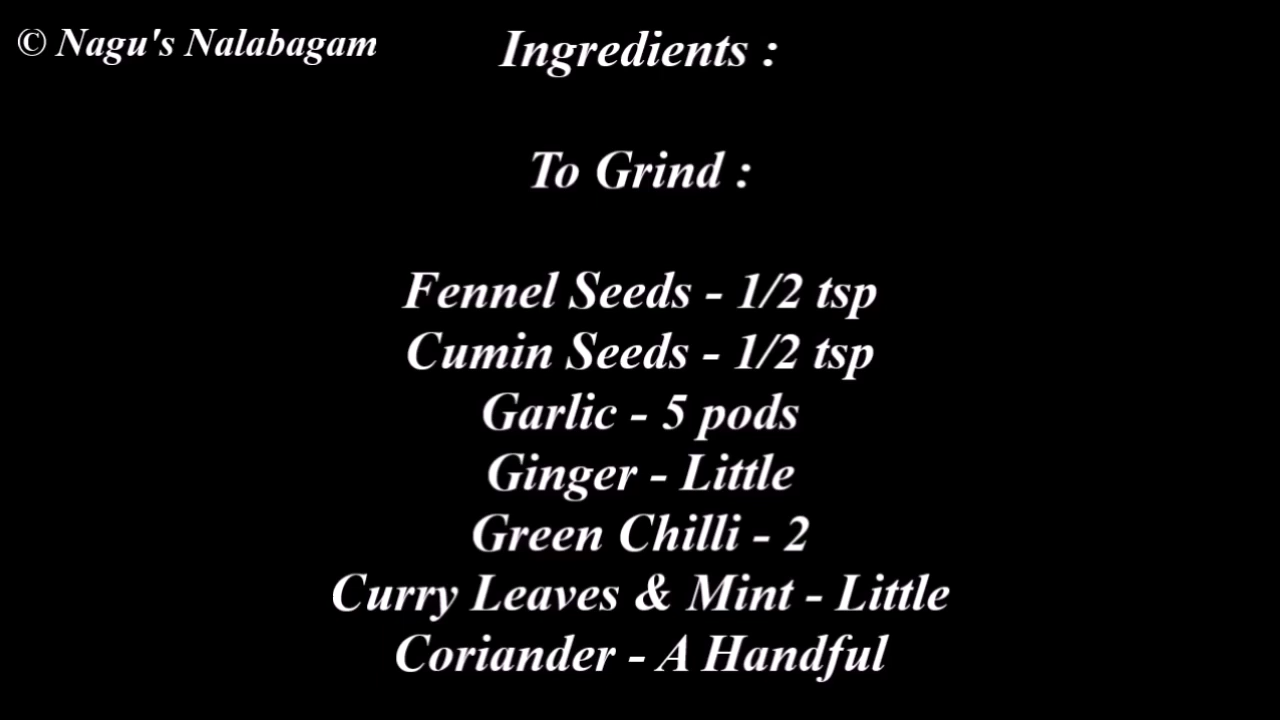 © Nagu's Nalabagam
Ingredients :
To Grind :
Fennel Seeds - 1/2 tsp
Cumin Seeds - 1/2 tsp
Garlic - 5 pods
Ginger - Little
Green Chilli - 2
Curry Leaves & Mint - Little
Coriander - A Handful